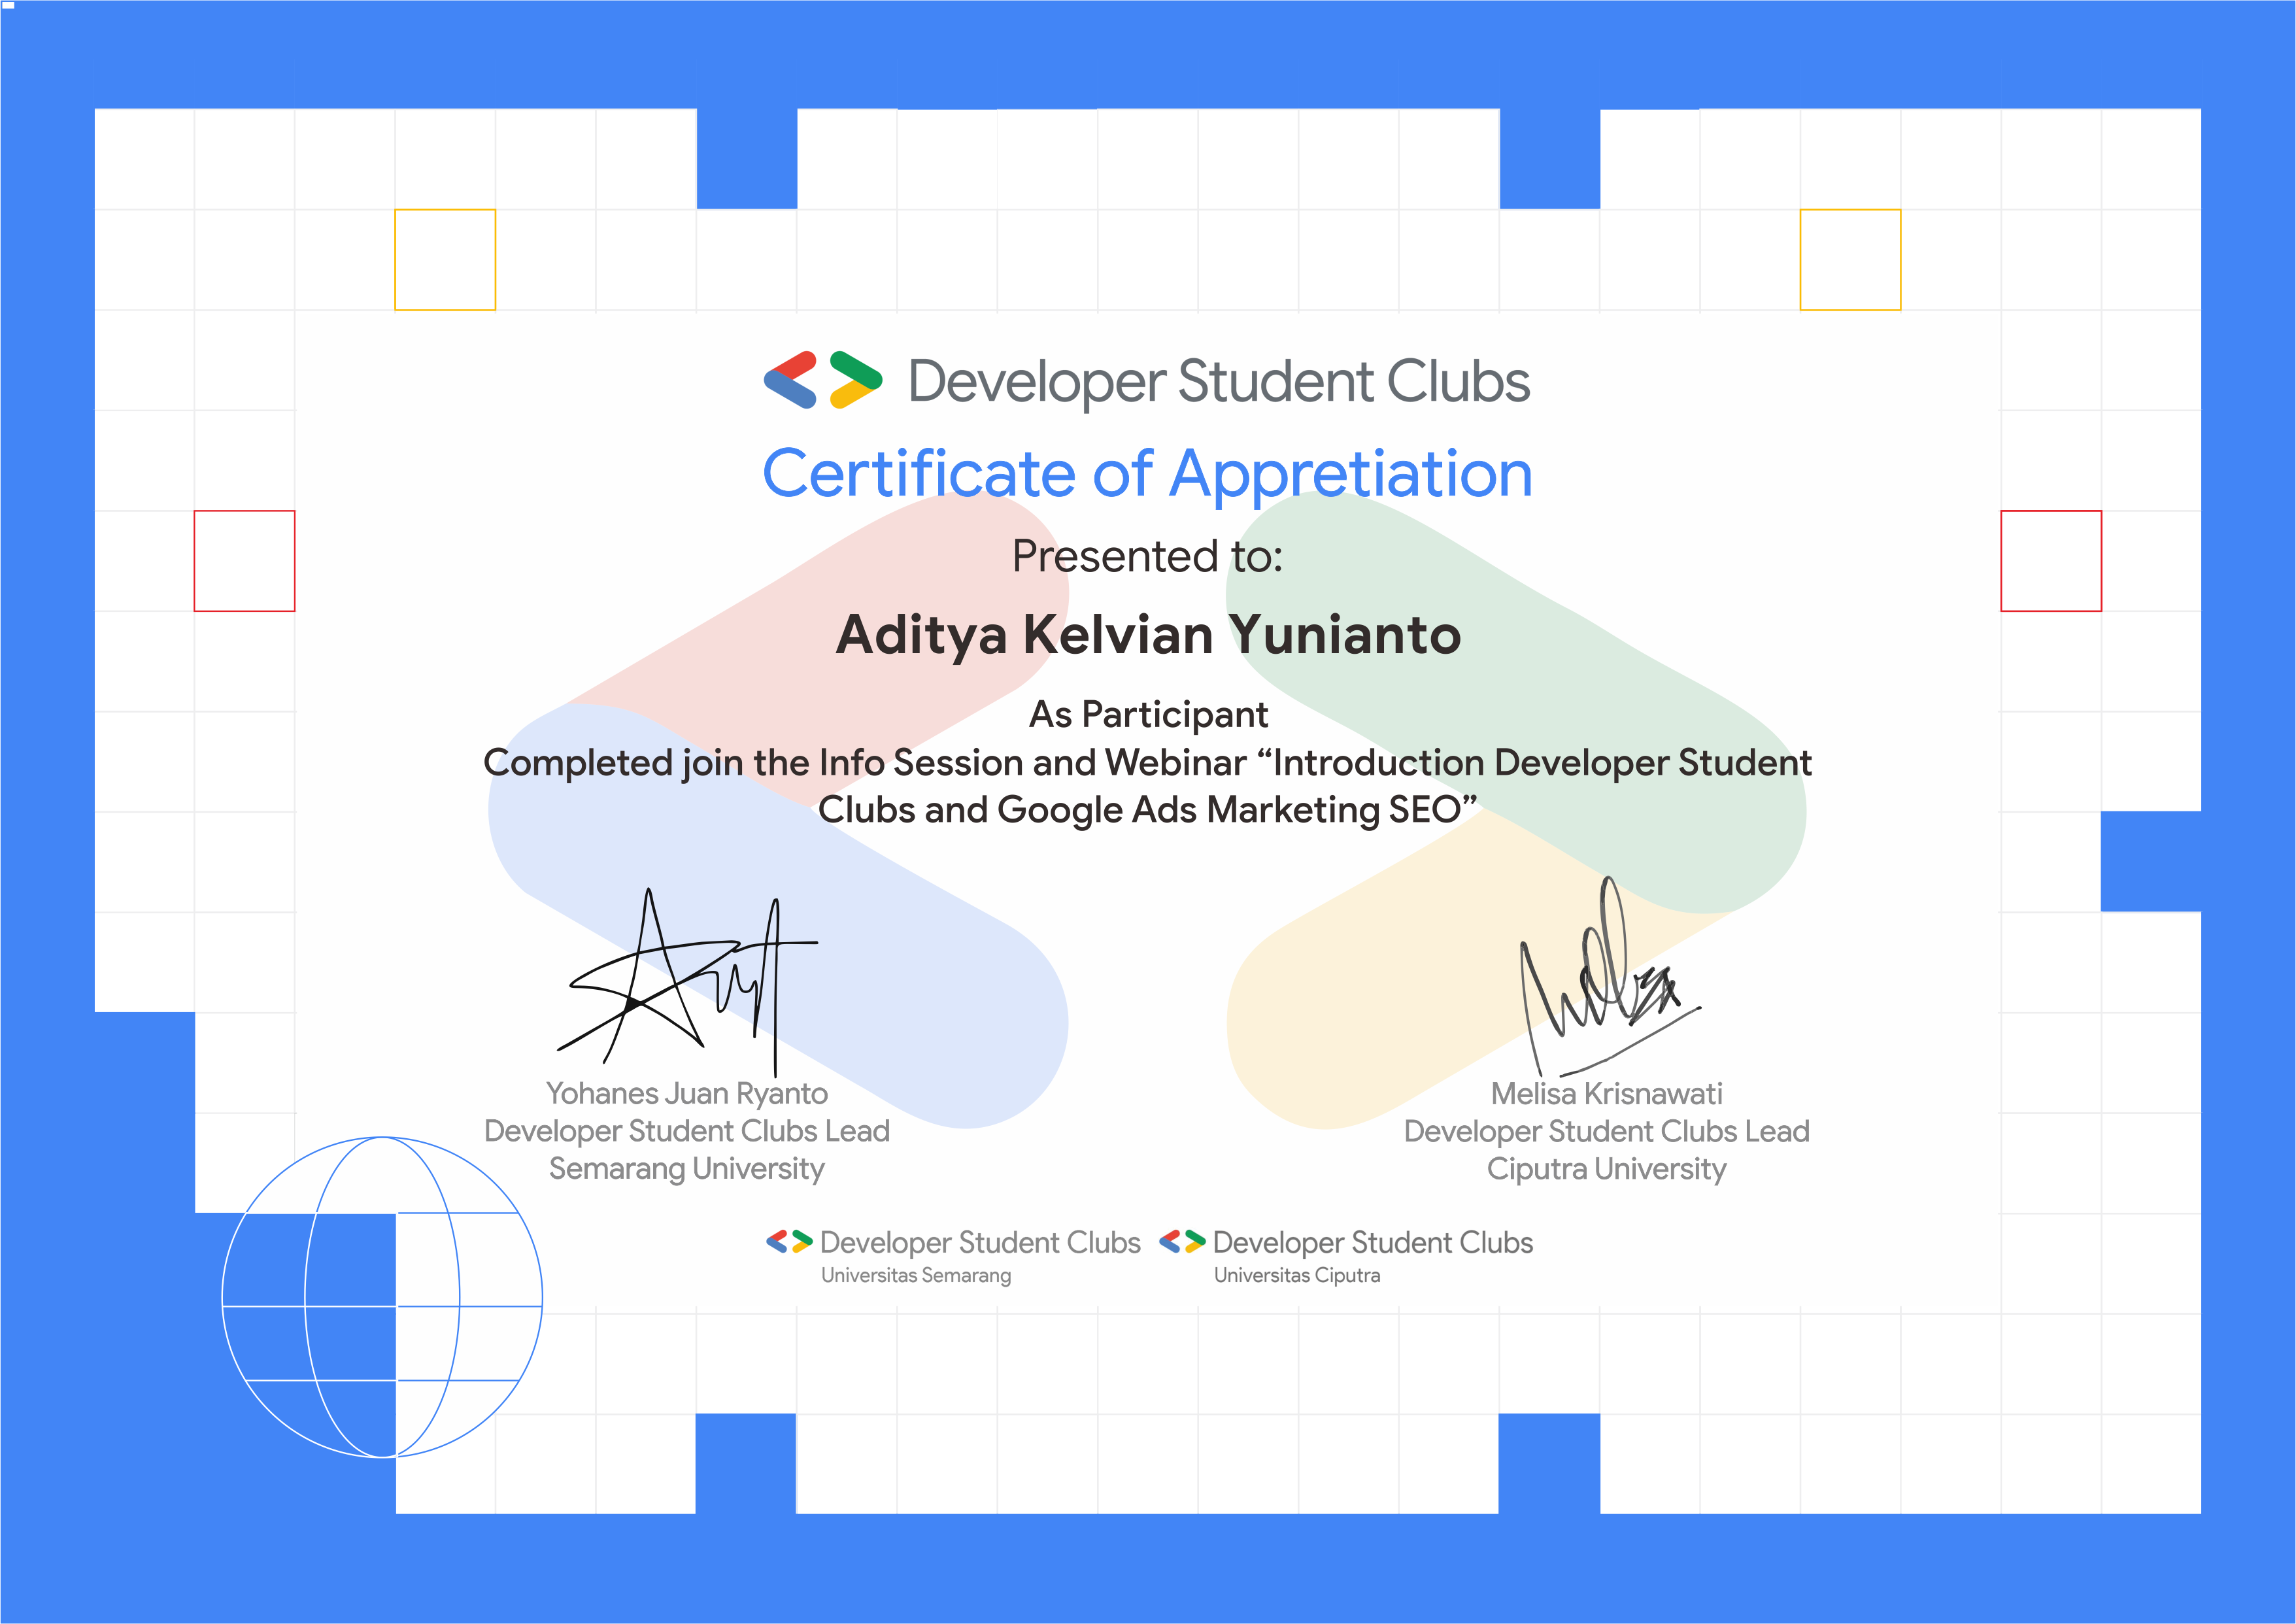 Developer Student Clubs
Certificate of Appretiation
Presented to:
Aditya Kelvian Yunianto
As Participant
Completed join the Info Session and Webinar “Introduction Developer Student
Clubs and Google Ads Marketing SEO”
Yohanes Juan Ryanto
Developer Student Clubs Lead
Semarang University
Melisa Krisnawati
Developer Student Clubs Lead
Ciputra University
Developer Student Clubs
Universitas Semarang
Developer Student Clubs
Universitas Ciputra